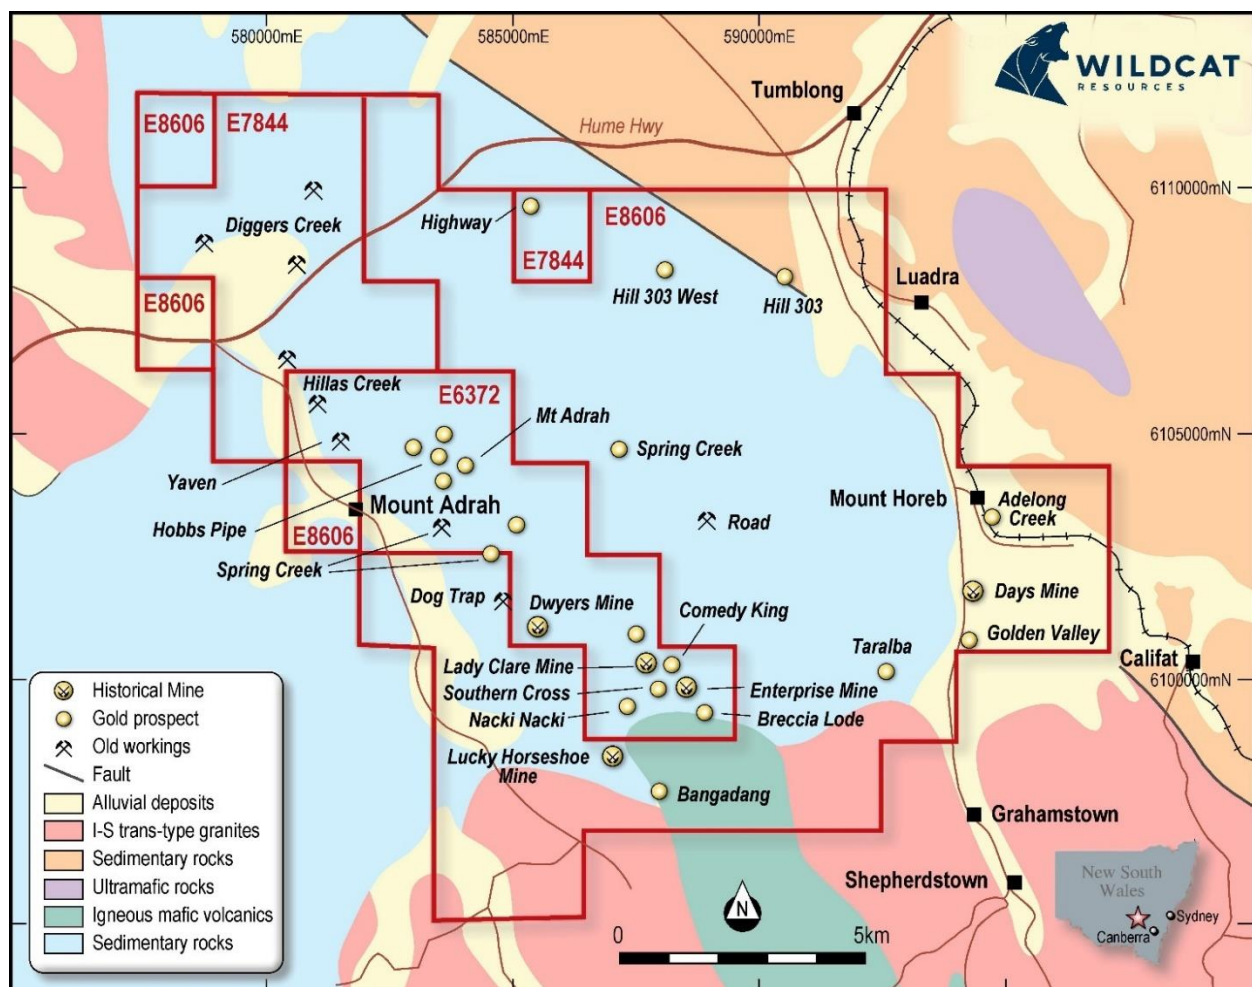 580000mE
585000mE
590000mE
WILDCAT
RESOURCES
Tumblong
E8606
E7844
Hume Hwy
6110000mN
Highway
E8606
Diggers Creek
E7844
Luadra
Hill 303 West
Hill 303
E8606
Hillas Creek
E6372
Mt Adrah
6105000mN
Spring Creek
Yaven
Mount Adrah
Mount Horeb
Adelong
Creek
Hobbs Pipe
E8606
Road
Spring Creek
Dog Trap
Dwyers Mine
Comedy King
Days Mine
Golden Valley
Taralba
Califat
Lady Clare Mine
Southern Cross
Enterprise Mine
6100000mN
Nacki Nacki
Breccia Lode
Lucky Horseshoe
Mine
Bangadang
Grahamstown
Shepherdstown
Historical Mine
Gold prospect
Old workings
Fault
Alluvial deposits
I-S trans-type granites
Sedimentary rocks
Ultramafic rocks
Igneous mafic volcanics
Sedimentary rocks
N
0
5km
New South
Wales
Sydney
Canberra